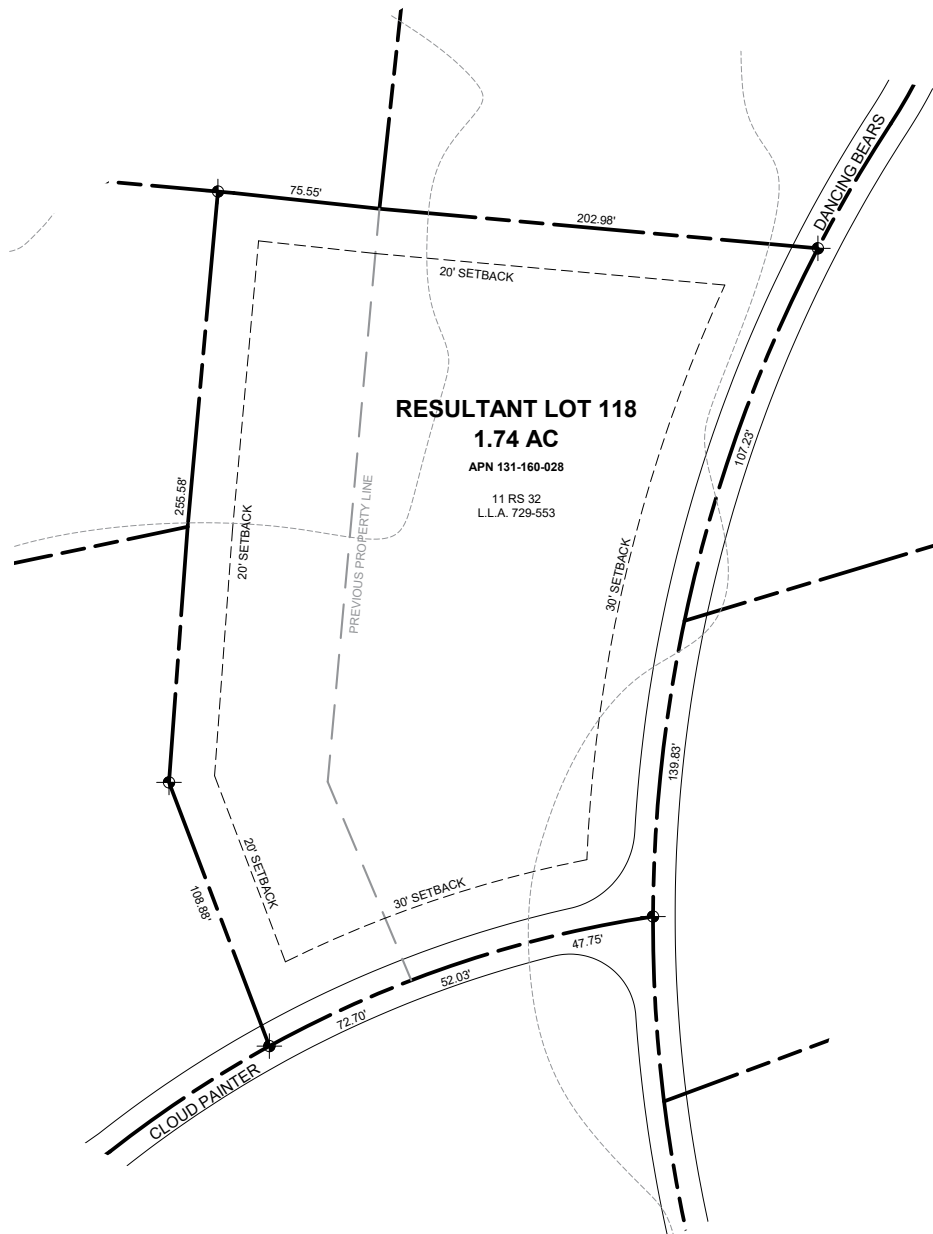 DANCING BEARS
75.55'
202.98'
20' SETBACK
RESULTANT LOT 118
1.74 AC
APN 131-160-028
11 RS 32
L.L.A. 729-553
107.23'
255.58'
20' SETBACK
PREVIOUS PROPERTY LINE
30' SETBACK
139.83'
20' SETBACK
30' SETBACK
108.88'
47.75'
52.03'
72.70'
CLOUD PAINTER